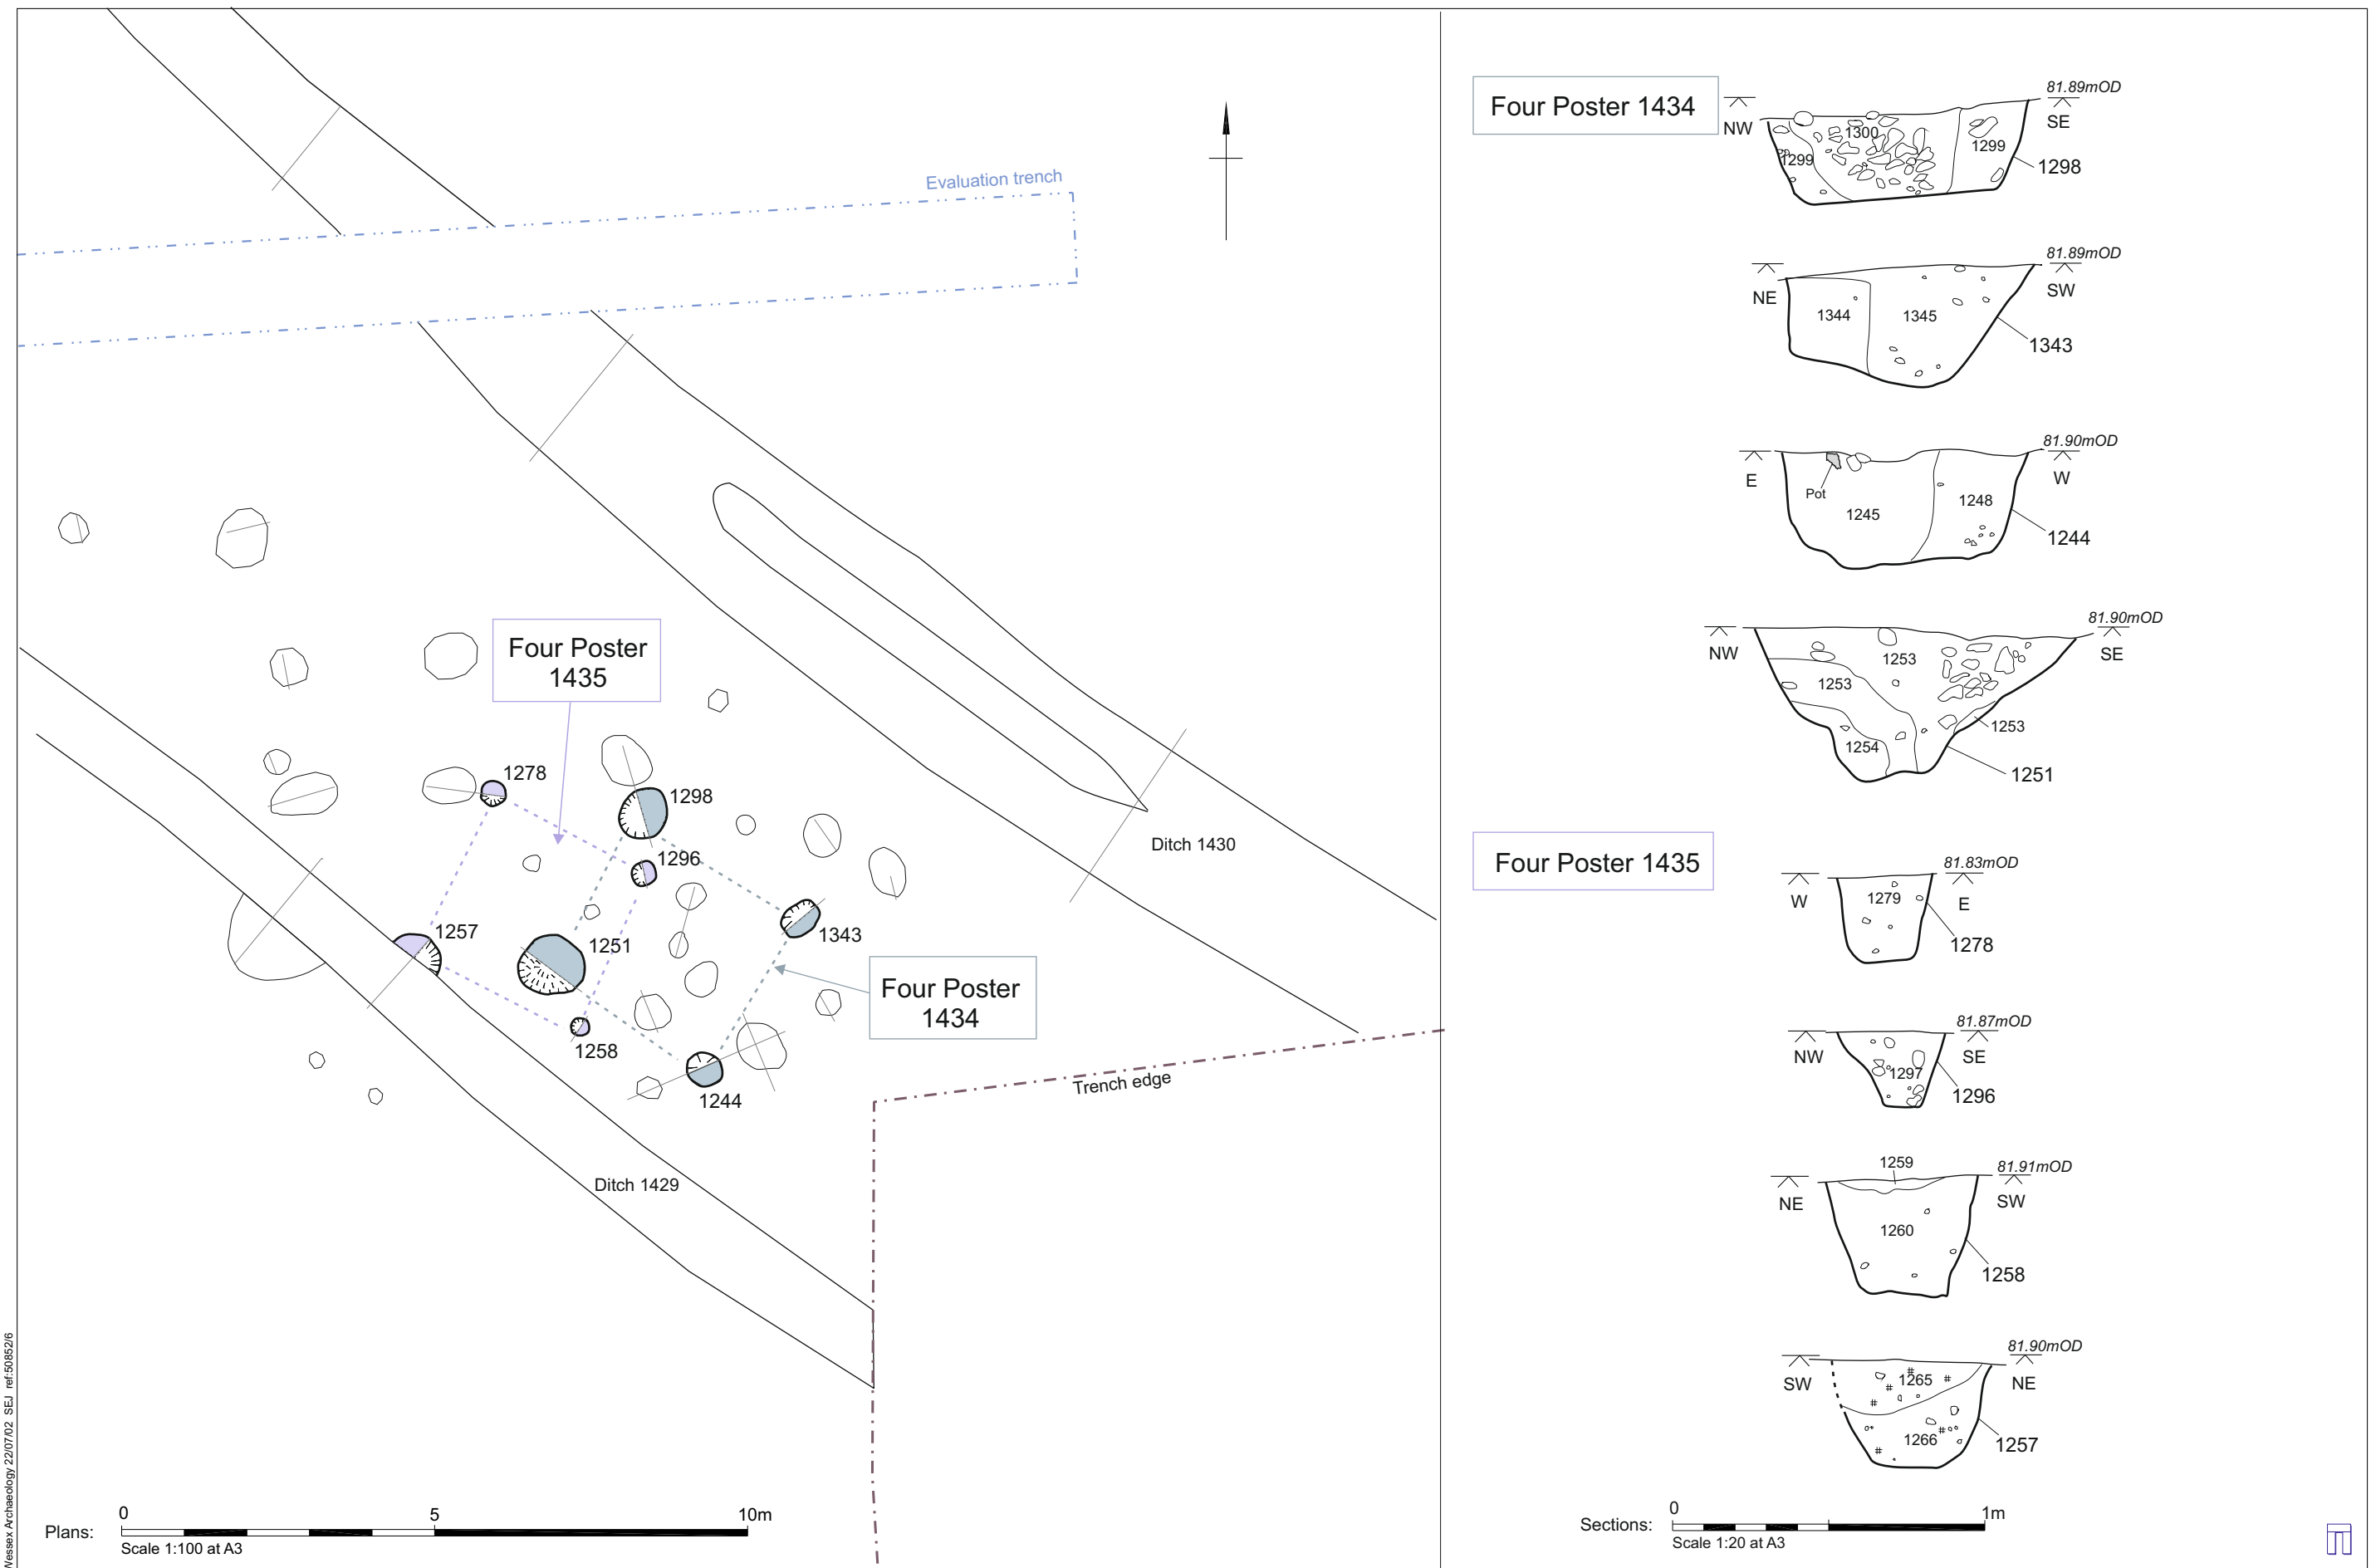 Evaluation trench
Four Poster
1435
1278
1298
1296
1257
1251
1343
1258
1244
Four Poster
1434
Ditch 1430
Trench edge
Ditch 1429
Plans:
0 5 10m
Scale 1:100 at A3
Wessex Archaeology 22/07/02 SEJ ref:50852/6
Four Poster 1434
NW
81.89mOD
SE
1300
1299
1299
1298
NE
81.89mOD
SW
1344
1345
1343
E
81.90mOD
W
Pot
1245
1248
1244
NW
81.90mOD
SE
1253
1253
1253
1254
1251
Four Poster 1435
W
81.83mOD
E
1279
1278
NW
81.87mOD
SE
1297
1296
1259
NE
81.91mOD
SW
1260
1258
SW
81.90mOD
NE
1265
1266
1257
Sections:
0 1m
Scale 1:20 at A3